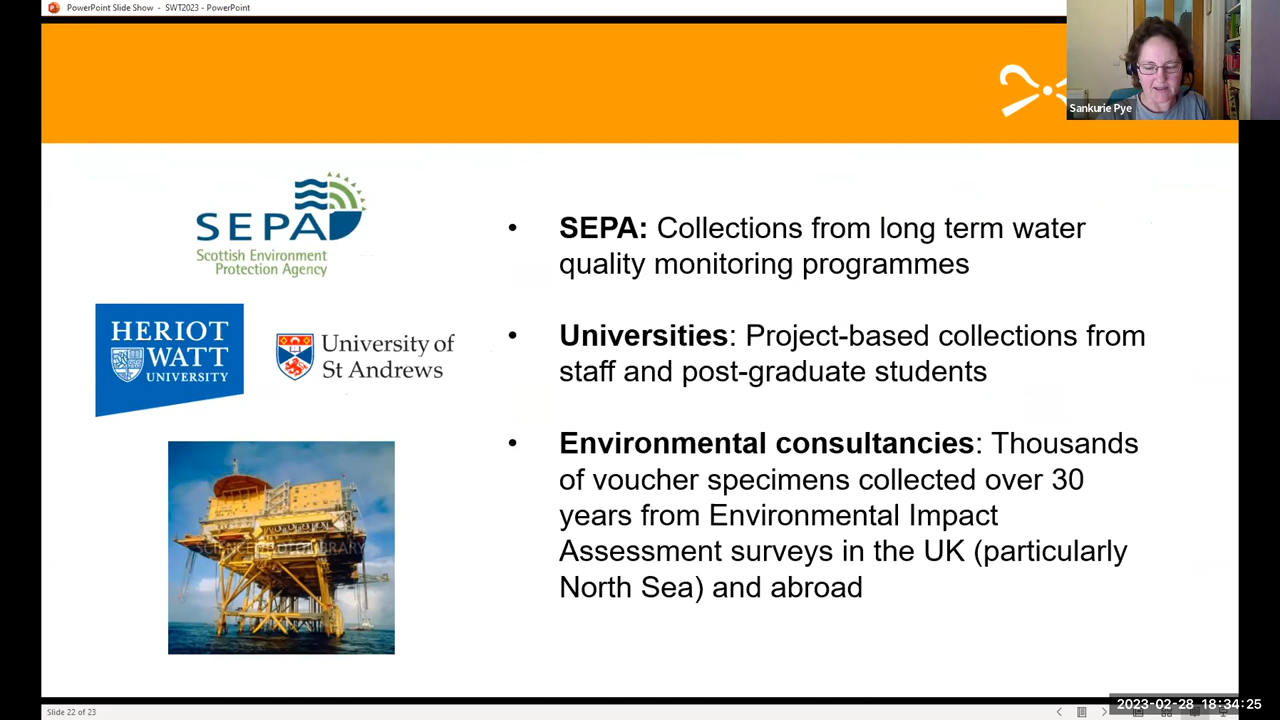 PowerPoint Slide Show - SWT2023 - PowerPoint
Sankurie Pye
SEPA
Scottish Environment
Protection Agency
HERIOT
WATT
UNIVERSITY
University of
St Andrews
• SEPA: Collections from long term water
quality monitoring programmes
• Universities: Project-based collections from
staff and post-graduate students
• Environmental consultancies: Thousands
of voucher specimens collected over 30
years from Environmental Impact
Assessment surveys in the UK (particularly
North Sea) and abroad
SCIENCEPHOTOLIBRARY
Slide 22 of 23
2023-02-28 18:34:25